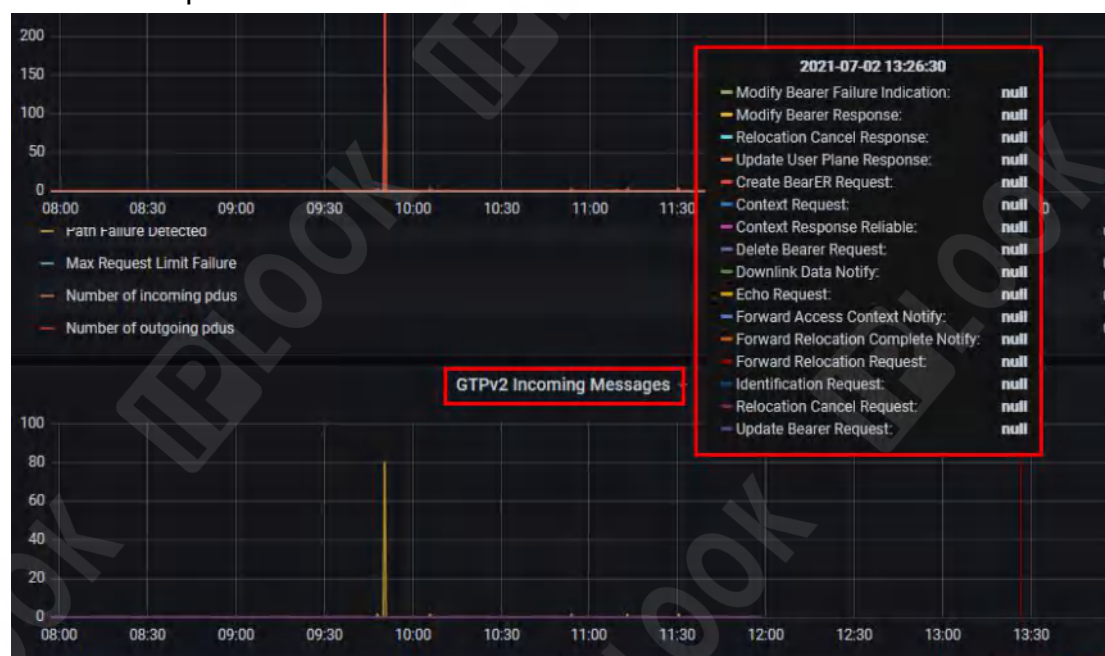 200
150
100
50
0
08:00 08:30 09:00 09:30 10:00 10:30 11:00 11:30
Path Failure Detected
Max Request Limit Failure
Number of incoming pdus
Number of outgoing pdus
2021-07-02 13:26:30
Modify Bearer Failure Indication: null
Modify Bearer Response: null
Relocation Cancel Response: null
Update User Plane Response: null
Create BearER Request: null
Context Request: null
Context Response Reliable: null
Delete Bearer Request: null
Downlink Data Notify: null
Echo Request: null
Forward Access Context Notify: null
Forward Relocation Complete Notify: null
Forward Relocation Request: null
Identification Request: null
Relocation Cancel Request: null
Update Bearer Request: null
GTPv2 Incoming Messages
100
80
60
40
20
0
08:00 08:30 09:00 09:30 10:00 10:30 11:00 11:30 12:00 12:30 13:00 13:30
IPLOOK